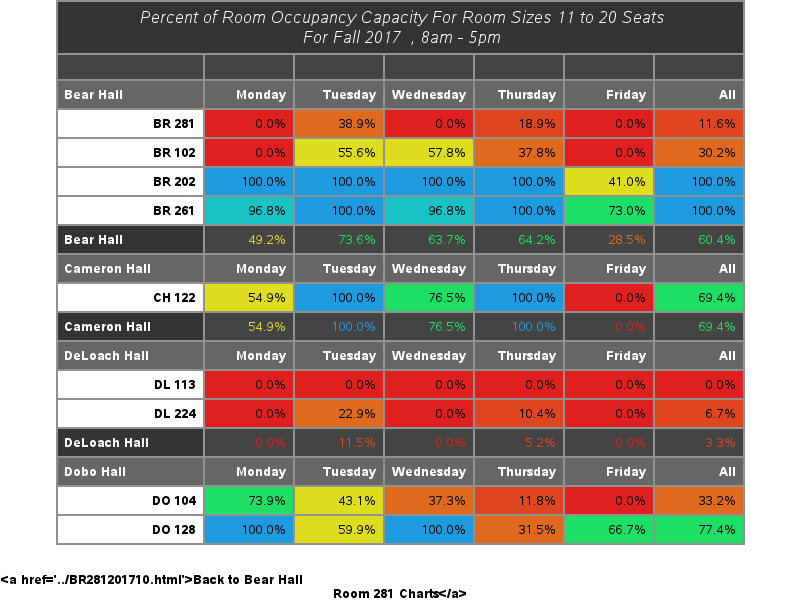 Percent of Room Occupancy Capacity For Room Sizes 11 to 20 Seats
For Fall 2017 , 8am - 5pm
Bear Hall Monday Tuesday Wednesday Thursday Friday All
BR 281 0.0% 38.9% 0.0% 18.9% 0.0% 11.6%
BR 102 0.0% 55.6% 57.8% 37.8% 0.0% 30.2%
BR 202 100.0% 100.0% 100.0% 100.0% 41.0% 100.0%
BR 261 96.8% 100.0% 96.8% 100.0% 73.0% 100.0%
Bear Hall 49.2% 73.6% 63.7% 64.2% 28.5% 60.4%
Cameron Hall Monday Tuesday Wednesday Thursday Friday All
CH 122 54.9% 100.0% 76.5% 100.0% 0.0% 69.4%
Cameron Hall 54.9% 100.0% 76.5% 100.0% 0.0% 69.4%
DeLoach Hall Monday Tuesday Wednesday Thursday Friday All
DL 113 0.0% 0.0% 0.0% 0.0% 0.0% 0.0%
DL 224 0.0% 22.9% 0.0% 10.4% 0.0% 6.7%
DeLoach Hall 0.0% 11.5% 0.0% 5.2% 0.0% 3.3%
Dobo Hall Monday Tuesday Wednesday Thursday Friday All
DO 104 73.9% 43.1% 37.3% 11.8% 0.0% 33.2%
DO 128 100.0% 59.9% 100.0% 31.5% 66.7% 77.4%
<a href='../BR281201710.html'>Back to Bear Hall
Room 281 Charts</a>